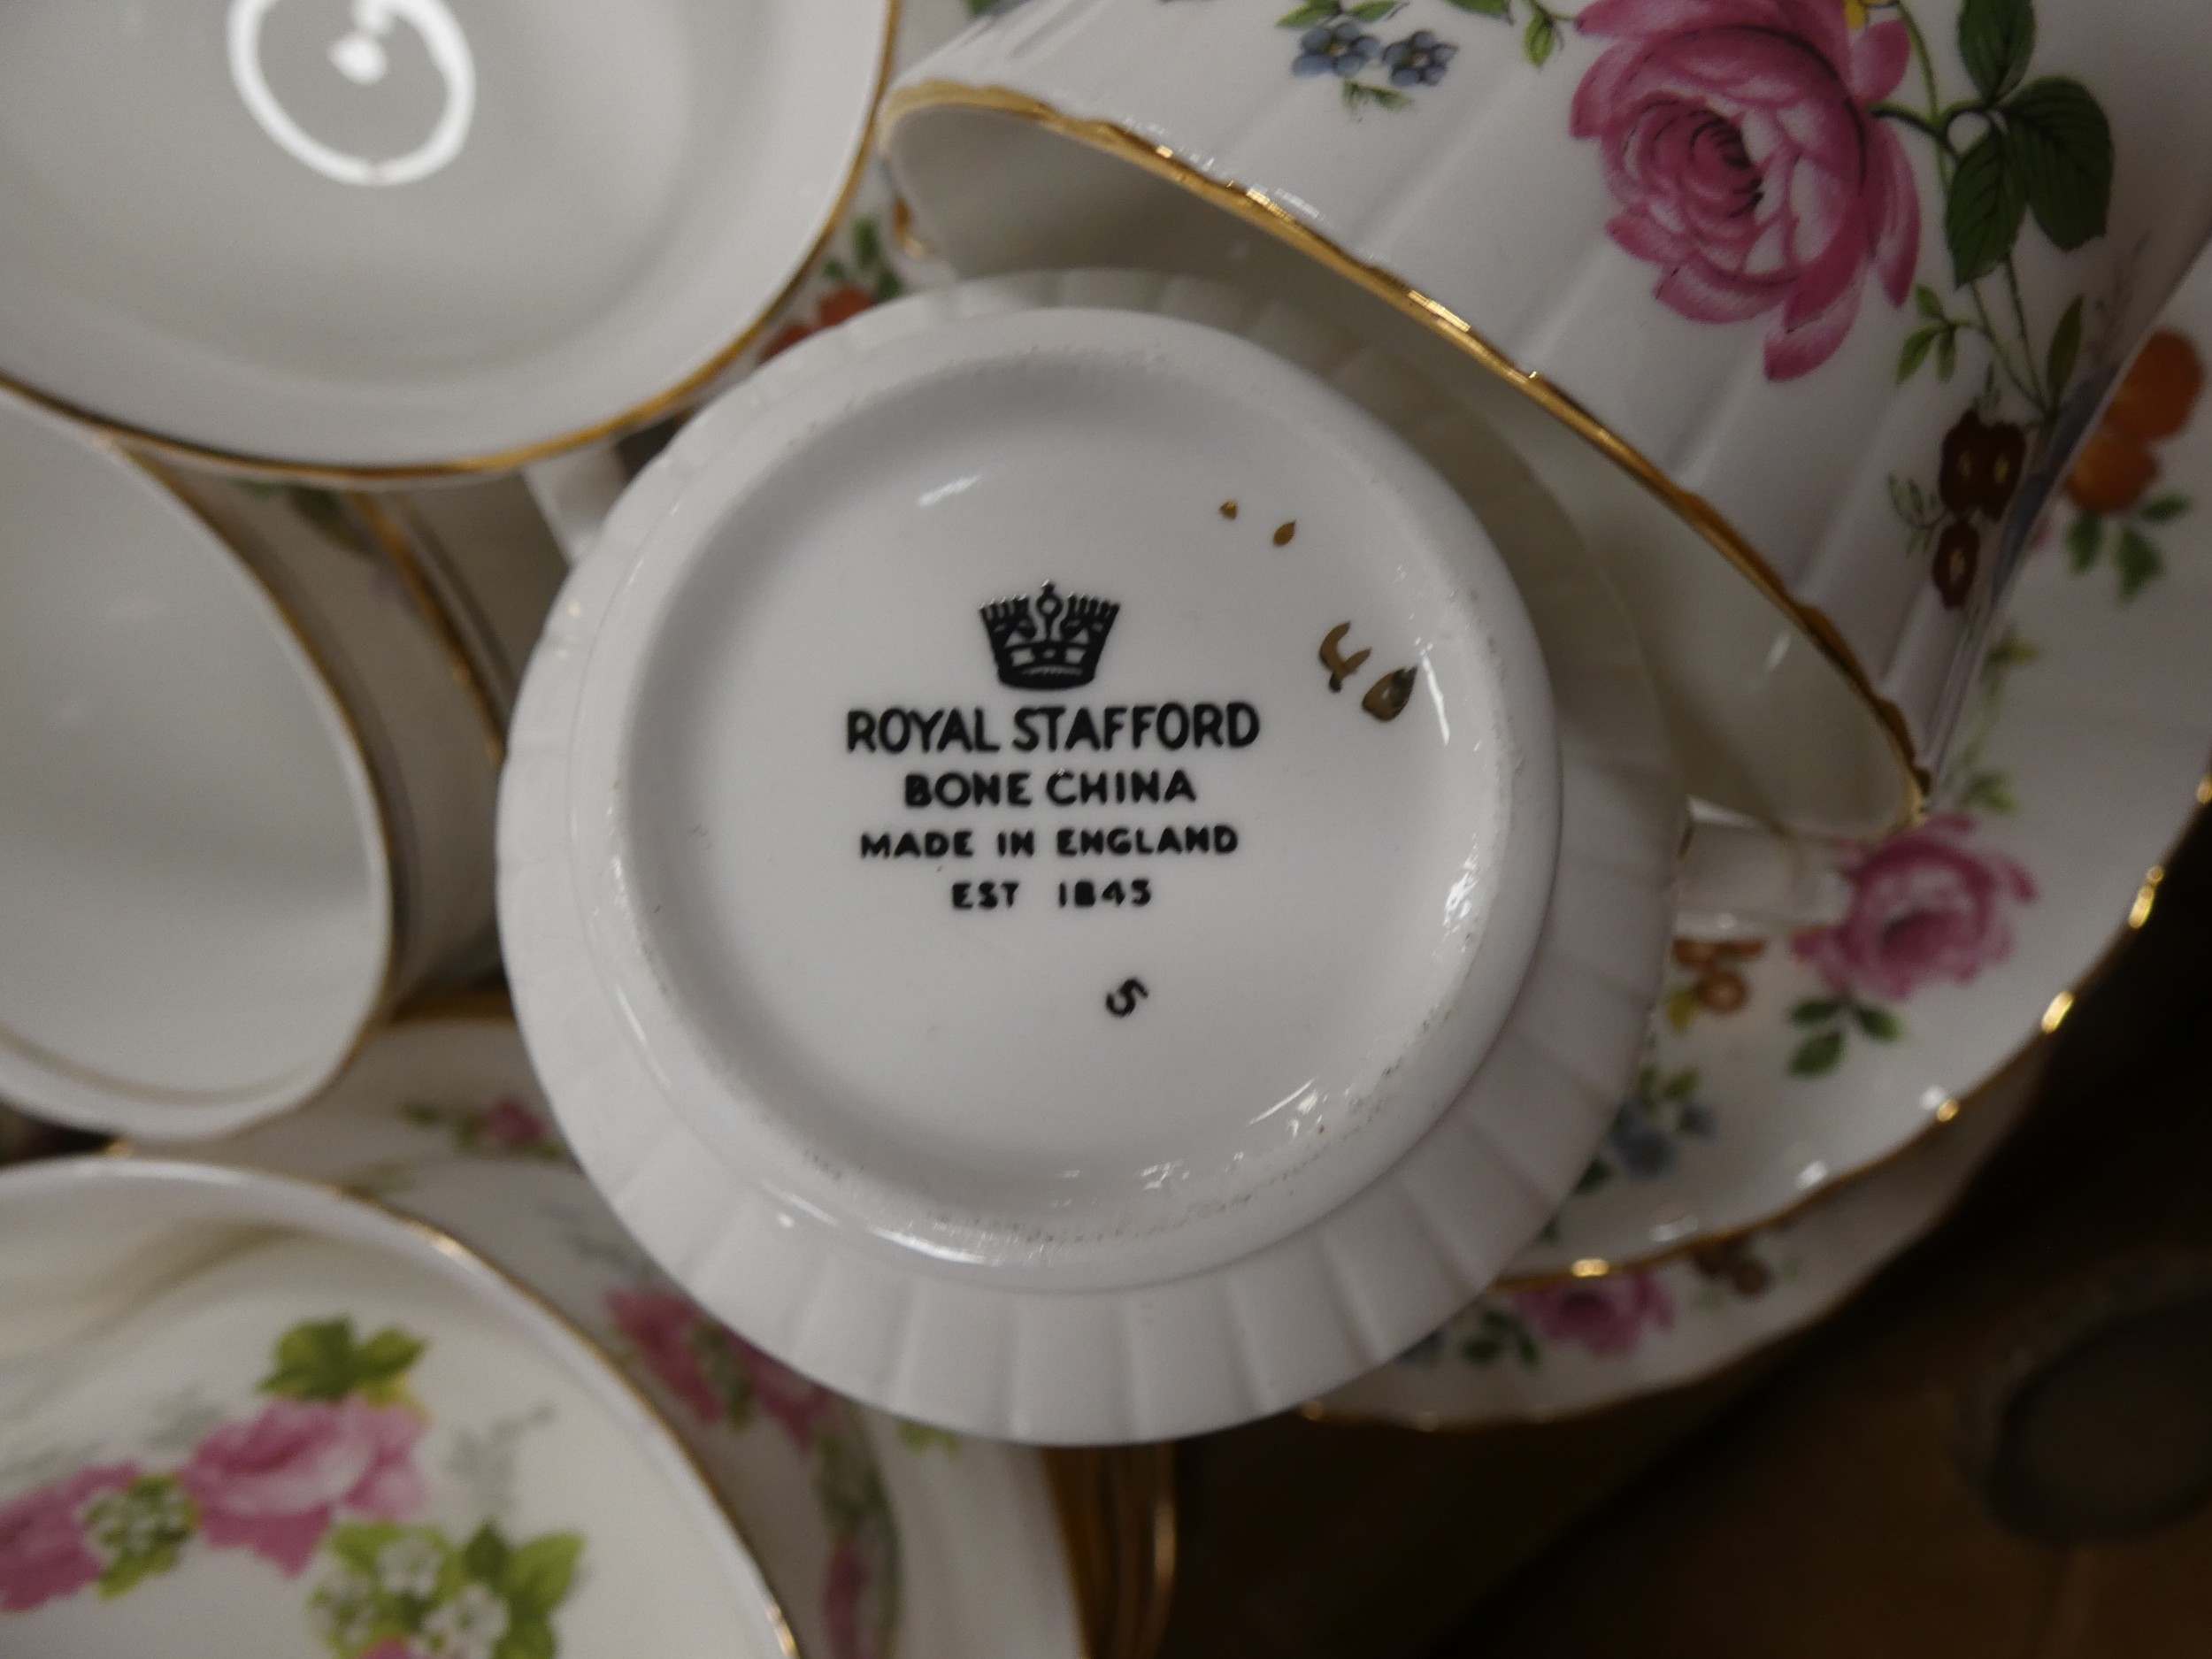 ROYAL STAFFORD
BONE CHINA
MADE IN ENGLAND
EST 1845
5